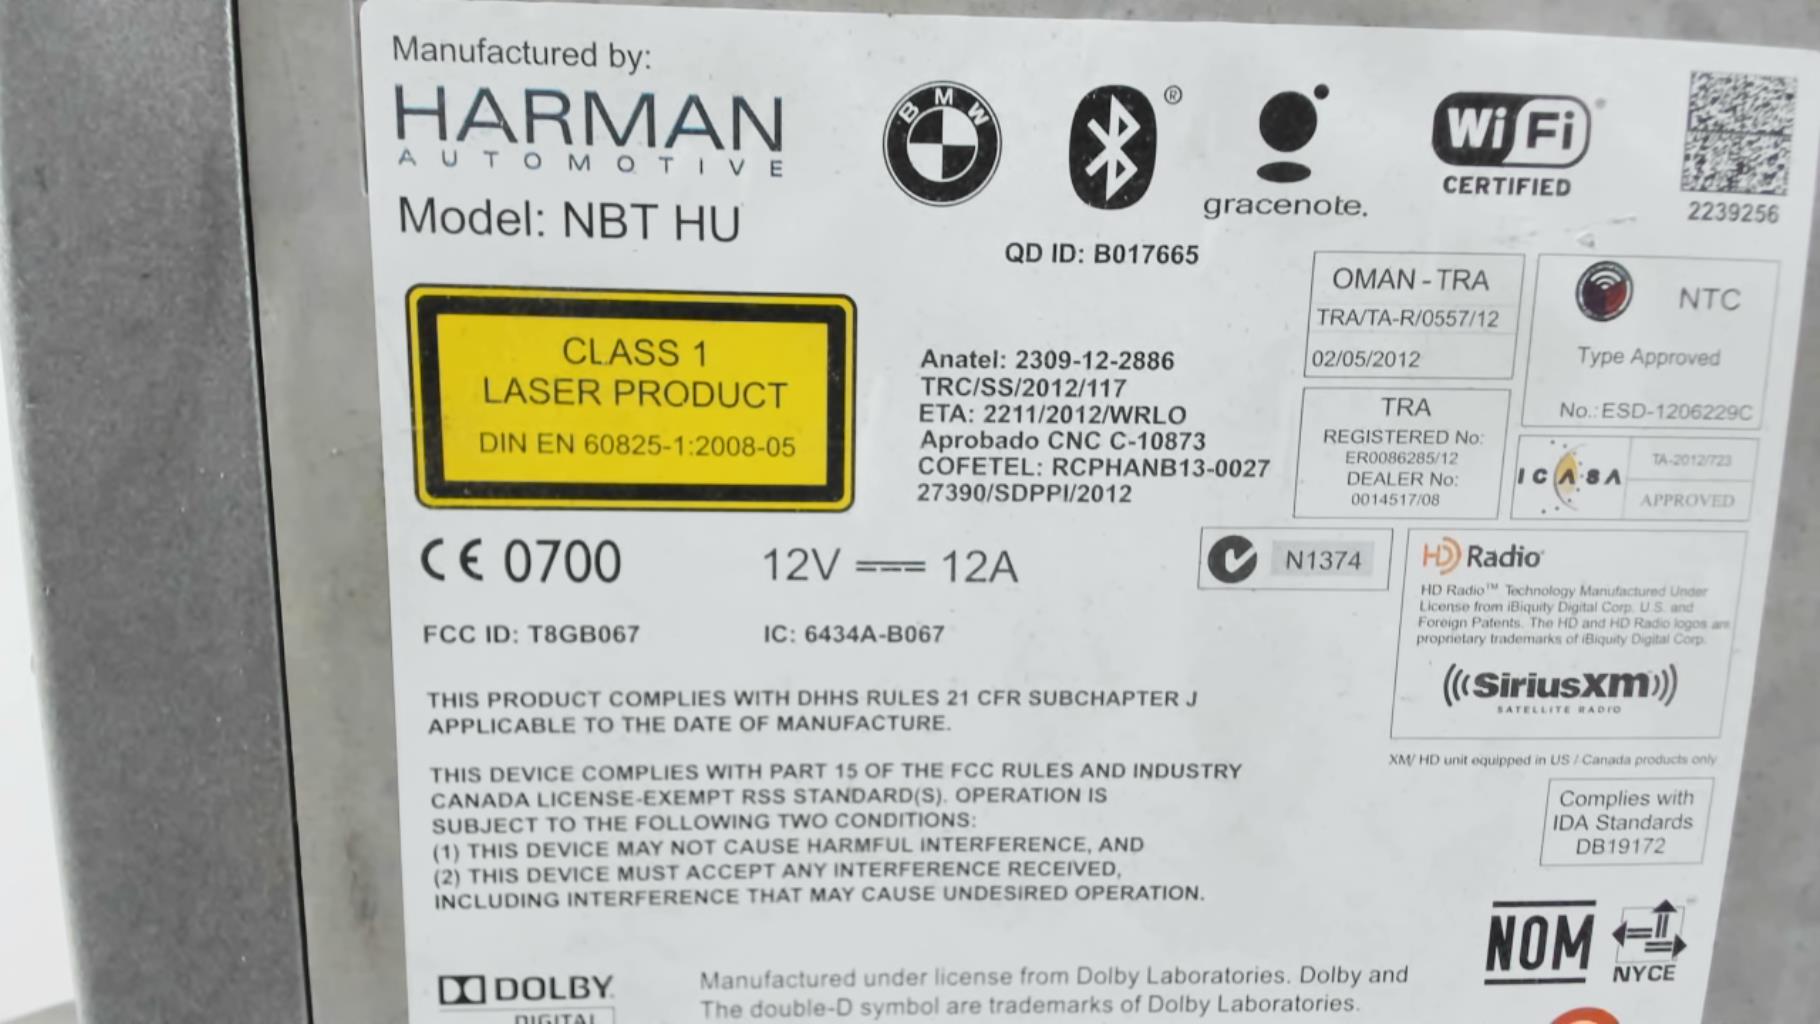 Manufactured by:
HARMAN
AUTOMOTIVE
Model: NBT HU
BMW
®
gracenote.
Wi Fi
CERTIFIED
2239256
QD ID: B017665
CLASS 1
LASER PRODUCT
DIN EN 60825-1:2008-05
Anatel: 2309-12-2886
TRC/SS/2012/117
ETA: 2211/2012/WRLO
Aprobado CNC C-10873
COFETEL: RCPHANB13-0027
27390/SDPPI/2012
OMAN - TRA
TRA/TA-R/0557/12
02/05/2012
NTC
Type Approved
No.: ESD-1206229C
TRA
REGISTERED No:
ER0086285/12
DEALER No:
0014517/08
ICASA
TA-2012/723
APPROVED
CE 0700
12V ⎓ 12A
N1374
FCC ID: T8GB067
IC: 6434A-B067
HD Radio
HD Radio™ Technology Manufactured Under
License from iBiquity Digital Corp. U.S. and
Foreign Patents. The HD and HD Radio logos are
proprietary trademarks of iBiquity Digital Corp.
(((SiriusXM)))
SATELLITE RADIO
XM/ HD unit equipped in US / Canada products only
THIS PRODUCT COMPLIES WITH DHHS RULES 21 CFR SUBCHAPTER J
APPLICABLE TO THE DATE OF MANUFACTURE.
THIS DEVICE COMPLIES WITH PART 15 OF THE FCC RULES AND INDUSTRY
CANADA LICENSE-EXEMPT RSS STANDARD(S). OPERATION IS
SUBJECT TO THE FOLLOWING TWO CONDITIONS:
(1) THIS DEVICE MAY NOT CAUSE HARMFUL INTERFERENCE, AND
(2) THIS DEVICE MUST ACCEPT ANY INTERFERENCE RECEIVED,
INCLUDING INTERFERENCE THAT MAY CAUSE UNDESIRED OPERATION.
Complies with
IDA Standards
DB19172
NOM
NYCE
DOLBY
DIGITAL
Manufactured under license from Dolby Laboratories. Dolby and
The double-D symbol are trademarks of Dolby Laboratories.